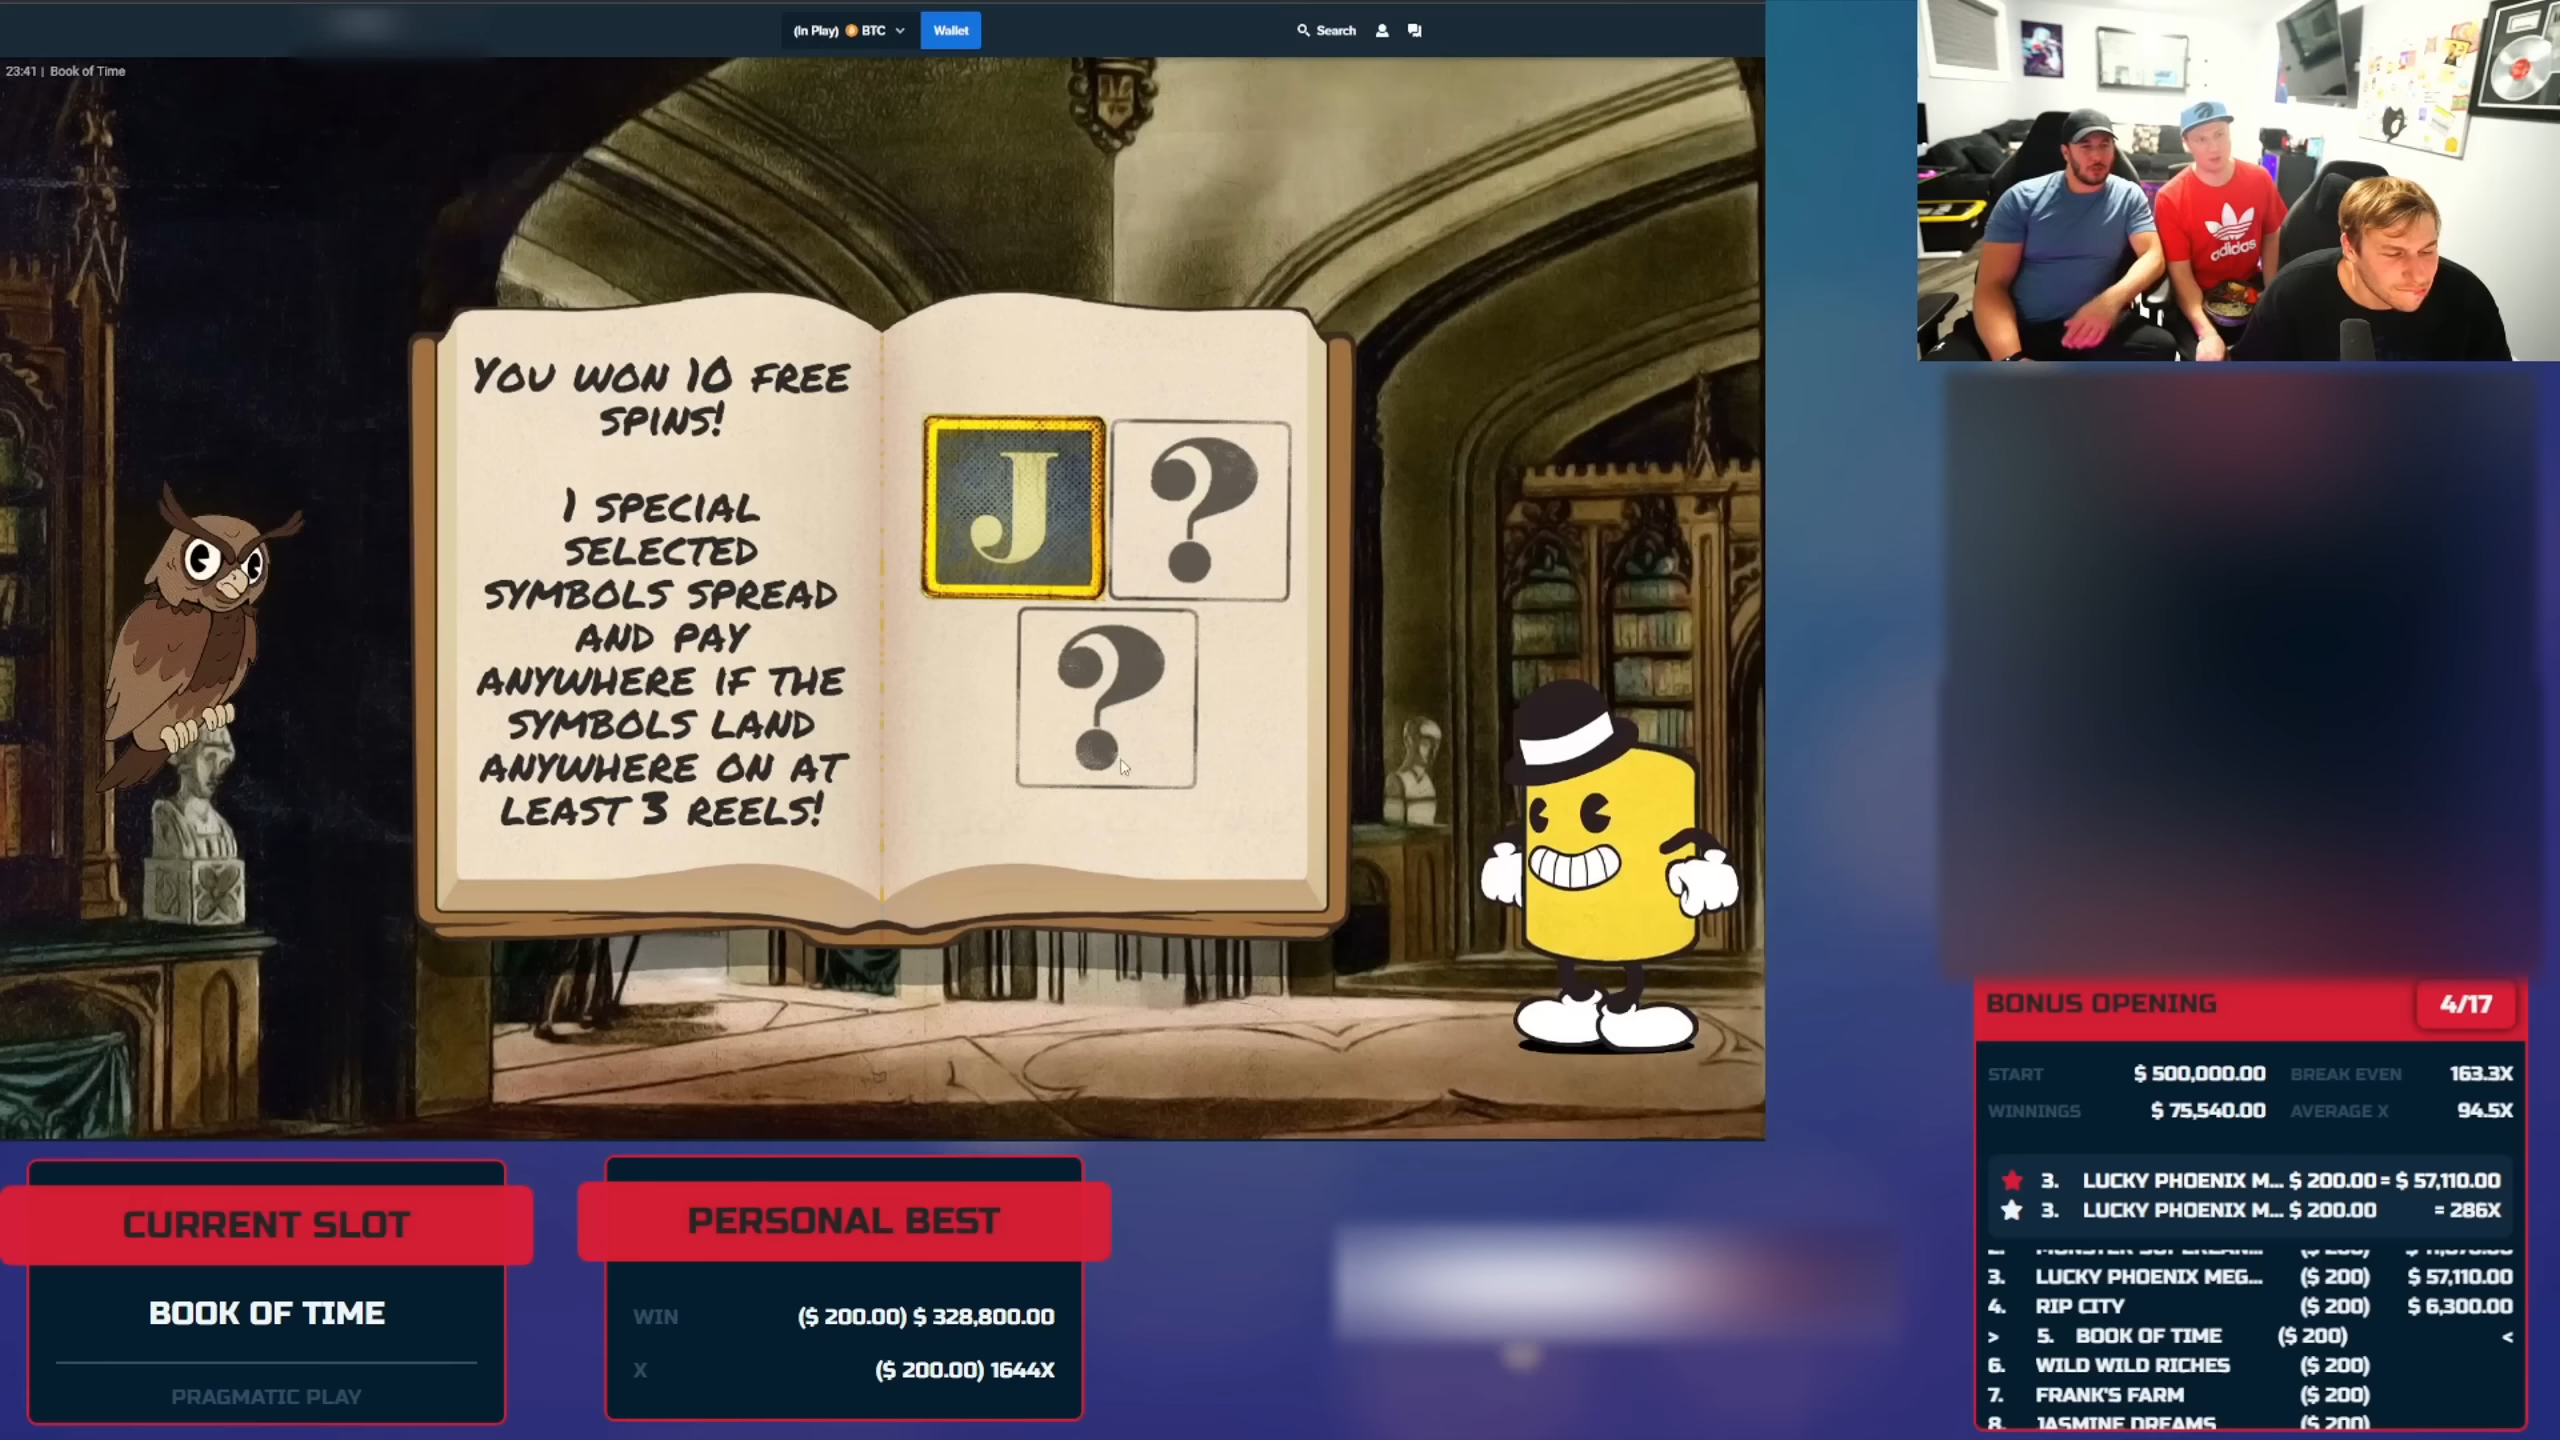 (In Play) BTC Wallet Search
23:41 | Book of Time
YOU WON 10 FREE
SPINS!
1 SPECIAL
SELECTED
SYMBOLS SPREAD
AND PAY
ANYWHERE IF THE
SYMBOLS LAND
ANYWHERE ON AT
LEAST 3 REELS!
J ?
?
adidas
BONUS OPENING 4/17
START $ 500,000.00 BREAK EVEN 163.3X
WINNINGS $ 75,540.00 AVERAGE X 94.5X
3. LUCKY PHOENIX M... $ 200.00 = $ 57,110.00
3. LUCKY PHOENIX M... $ 200.00 = 286X
3. LUCKY PHOENIX MEG... ($ 200) $ 57,110.00
4. RIP CITY ($ 200) $ 6,300.00
> 5. BOOK OF TIME ($ 200) <
6. WILD WILD RICHES ($ 200)
7. FRANK'S FARM ($ 200)
8. JASMINE DREAMS ($ 200)
CURRENT SLOT
BOOK OF TIME
PRAGMATIC PLAY
PERSONAL BEST
WIN ($ 200.00) $ 328,800.00
X ($ 200.00) 1644X